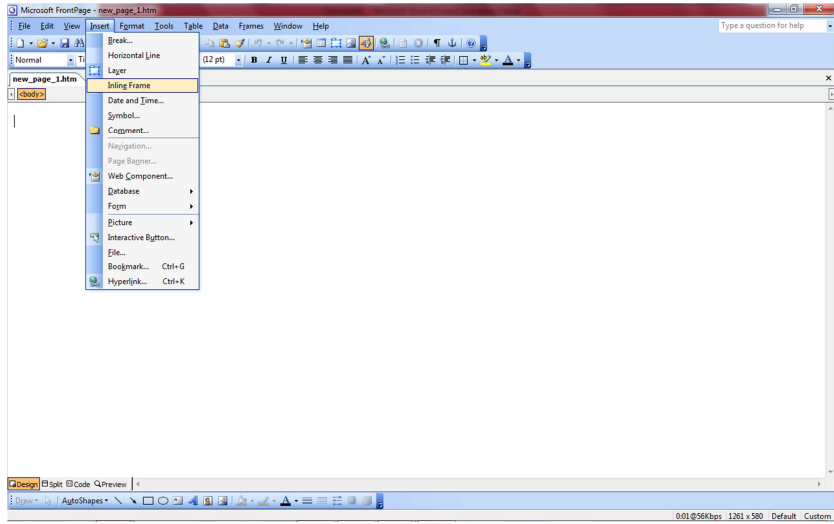 Microsoft FrontPage - new_page_1.htm
File Edit View Insert Format Tools Table Data Frames Window Help
Type a question for help
Normal
(12 pt)
B I U
new_page_1.htm
<body>
Break...
Horizontal Line
Layer
Inline Frame
Date and Time...
Symbol...
Comment...
Navigation...
Page Banner...
Web Component...
Database
Form
Picture
Interactive Button...
File...
Bookmark... Ctrl+G
Hyperlink... Ctrl+K
Design Split Code Preview
Draw AutoShapes
0:01@56Kbps 1261 x 580 Default Custom